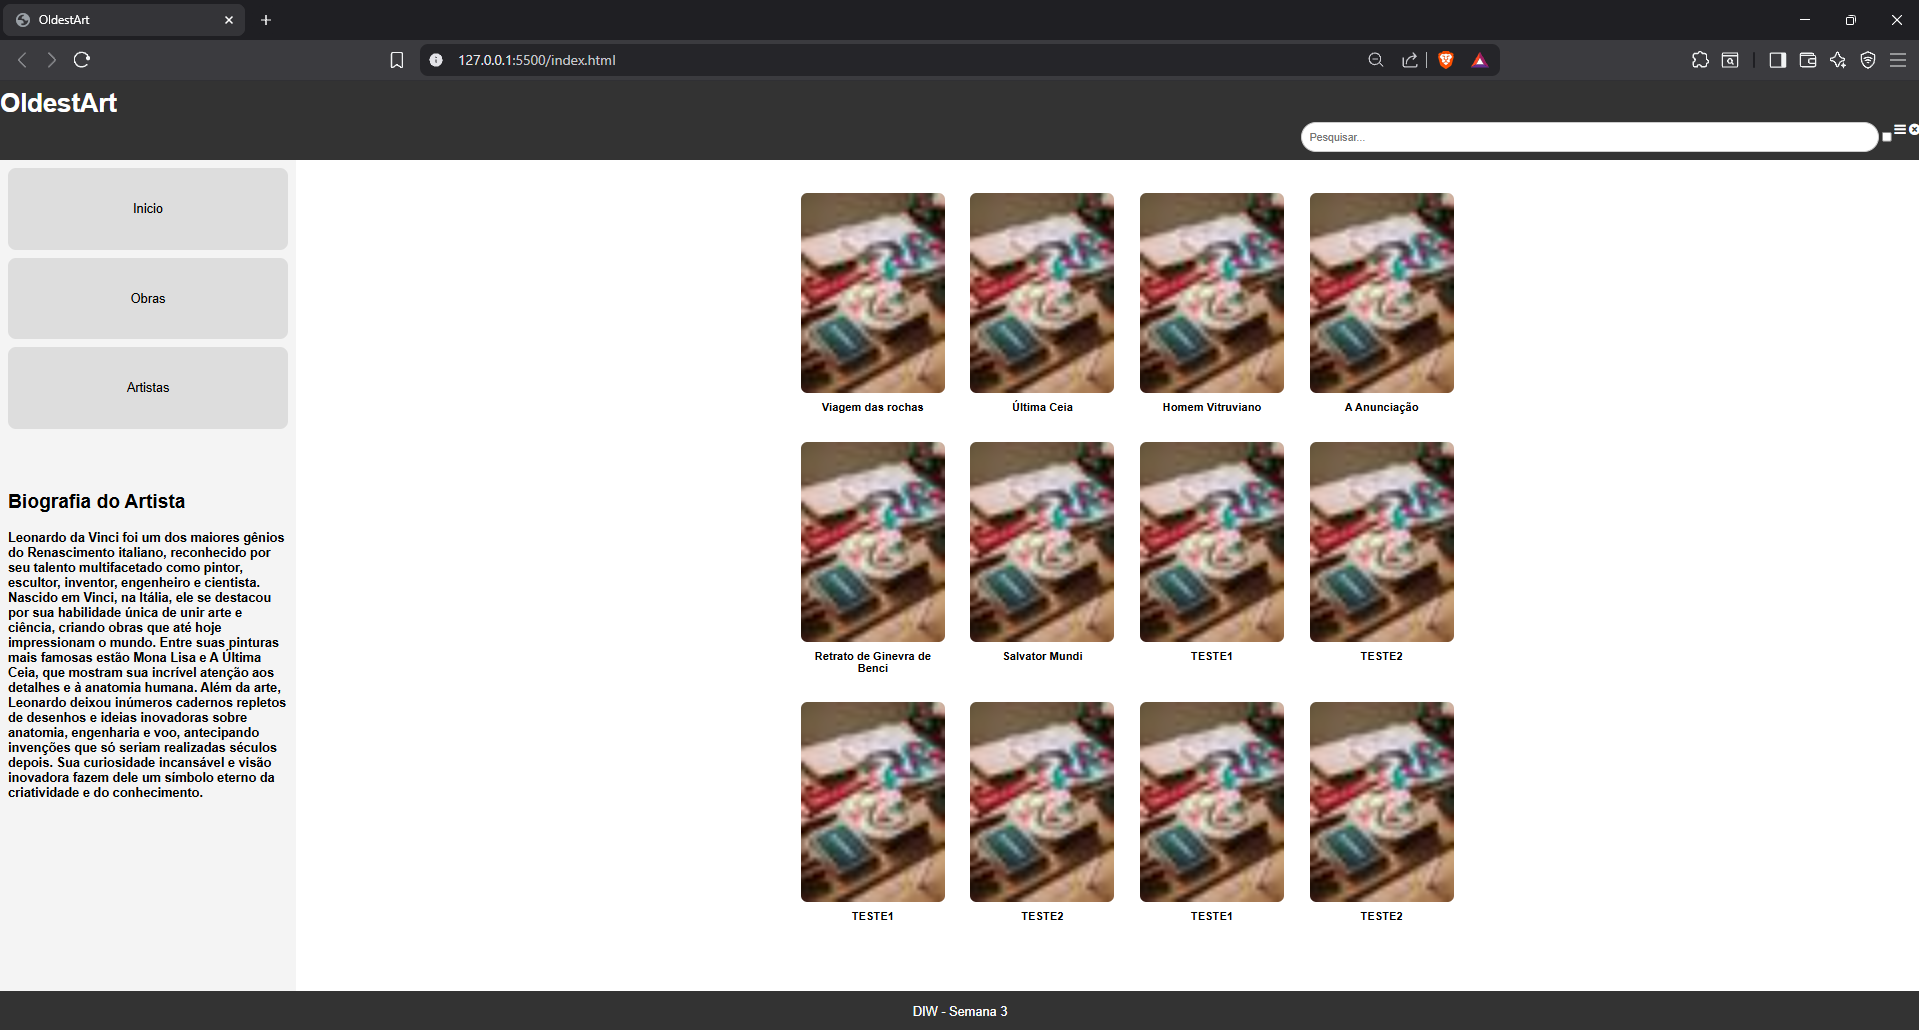 OldestArt
127.0.0.1:5500/index.html
OldestArt
Pesquisar...
Inicio
Obras
Artistas
Biografia do Artista
Leonardo da Vinci foi um dos maiores gênios
do Renascimento italiano, reconhecido por
seu talento multifacetado como pintor,
escultor, inventor, engenheiro e cientista.
Nascido em Vinci, na Itália, ele se destacou
por sua habilidade única de unir arte e
ciência, criando obras que até hoje
impressionam o mundo. Entre suas pinturas
mais famosas estão Mona Lisa e A Última
Ceia, que mostram sua incrível atenção aos
detalhes e à anatomia humana. Além da arte,
Leonardo deixou inúmeros cadernos repletos
de desenhos e ideias inovadoras sobre
anatomia, engenharia e voo, antecipando
invenções que só seriam realizadas séculos
depois. Sua curiosidade incansável e visão
inovadora fazem dele um símbolo eterno da
criatividade e do conhecimento.
Viagem das rochas
Última Ceia
Homem Vitruviano
A Anunciação
Retrato de Ginevra de
Benci
Salvator Mundi
TESTE1
TESTE2
TESTE1
TESTE2
TESTE1
TESTE2
DIW - Semana 3